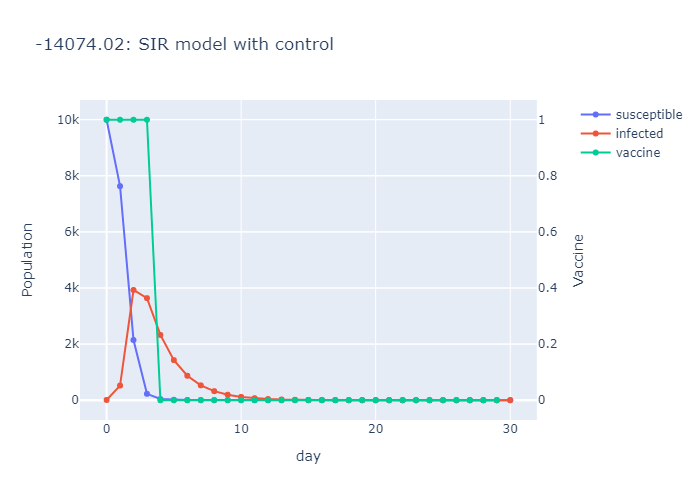 -14074.02: SIR model with control
susceptible
infected
vaccine
10k
8k
6k
4k
2k
0
1
0.8
0.6
0.4
0.2
0
0
10
20
30
Population
Vaccine
day